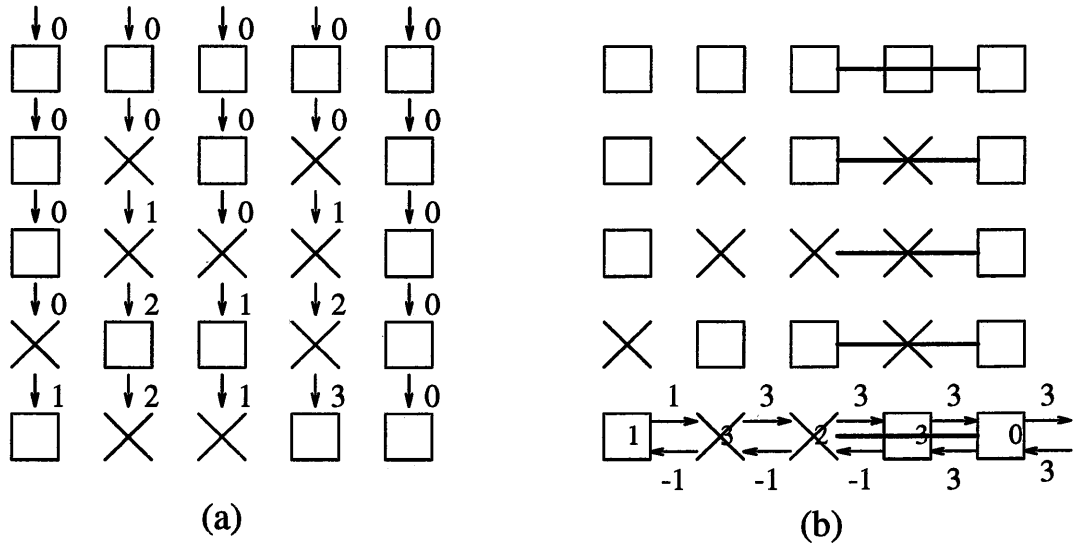 0 0 0 0 0
0 0 0 0 0
0 1 0 1 0
0 2 1 2 0
1 2 1 3 0
1 3 3 3 3
1 3 2 3 0
-1 -1 -1 3 3
(a) (b)